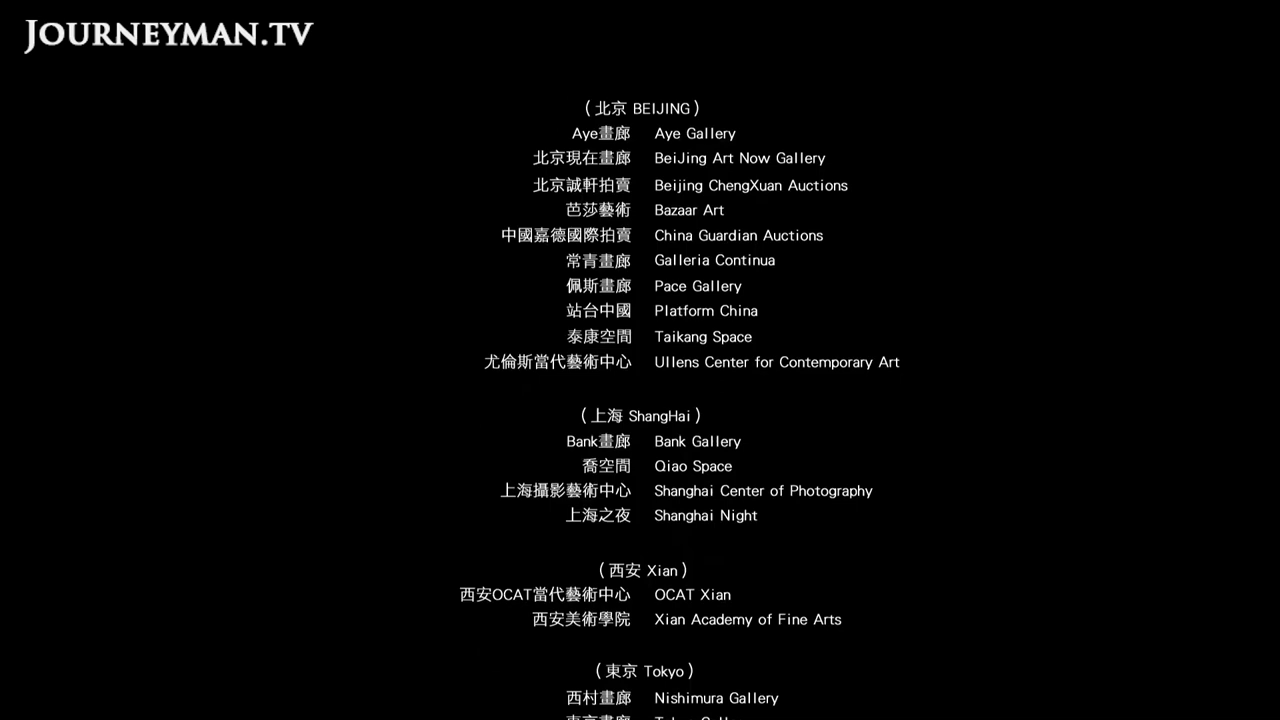 JOURNEYMAN.TV
（北京 BEIJING）
Aye畫廊 Aye Gallery
北京現在畫廊 BeiJing Art Now Gallery
北京誠軒拍賣 Beijing ChengXuan Auctions
芭莎藝術 Bazaar Art
中國嘉德國際拍賣 China Guardian Auctions
常青畫廊 Galleria Continua
佩斯畫廊 Pace Gallery
站台中國 Platform China
泰康空間 Taikang Space
尤倫斯當代藝術中心 Ullens Center for Contemporary Art
（上海 ShangHai）
Bank畫廊 Bank Gallery
喬空間 Qiao Space
上海攝影藝術中心 Shanghai Center of Photography
上海之夜 Shanghai Night
（西安 Xian）
西安OCAT當代藝術中心 OCAT Xian
西安美術學院 Xian Academy of Fine Arts
（東京 Tokyo）
西村畫廊 Nishimura Gallery